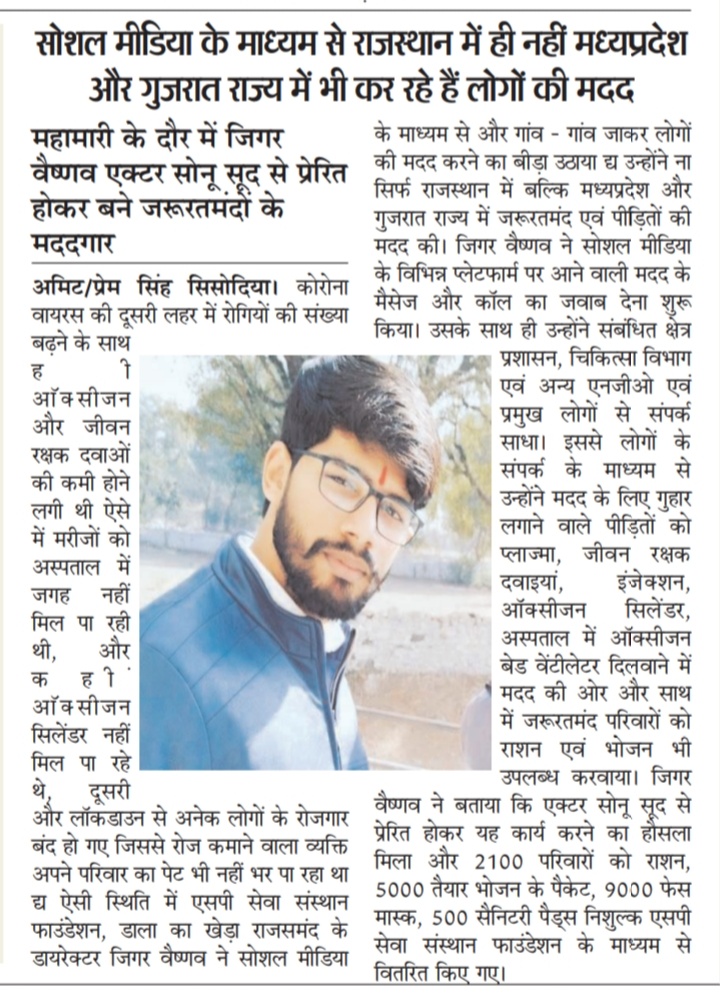 सोशल मीडिया के माध्यम से राजस्थान में ही नहीं मध्यप्रदेश
और गुजरात राज्य में भी कर रहे हैं लोगों की मदद
महामारी के दौर में जिगर
वैष्णव एक्टर सोनू सूद से प्रेरित
होकर बने जरूरतमंदों के
मददगार
अमिट/प्रेम सिंह सिसोदिया। कोरोना
वायरस की दूसरी लहर में रोगियों की संख्या
बढ़ने के साथ
ही
ऑक्सीजन
और जीवन
रक्षक दवाओं
की कमी होने
लगी थी ऐसे
में मरीजों को
अस्पताल में
जगह नहीं
मिल पा रही
थी, और
कहीं
ऑक्सीजन
सिलेंडर नहीं
मिल पा रहे
थे, दूसरी
और लॉकडाउन से अनेक लोगों के रोजगार
बंद हो गए जिससे रोज कमाने वाला व्यक्ति
अपने परिवार का पेट भी नहीं भर पा रहा था
द्य ऐसी स्थिति में एसपी सेवा संस्थान
फाउंडेशन, डाला का खेड़ा राजसमंद के
डायरेक्टर जिगर वैष्णव ने सोशल मीडिया
के माध्यम से और गांव - गांव जाकर लोगों
की मदद करने का बीड़ा उठाया द्य उन्होंने ना
सिर्फ राजस्थान में बल्कि मध्यप्रदेश और
गुजरात राज्य में जरूरतमंद एवं पीड़ितों की
मदद की। जिगर वैष्णव ने सोशल मीडिया
के विभिन्न प्लेटफार्म पर आने वाली मदद के
मैसेज और कॉल का जवाब देना शुरू
किया। उसके साथ ही उन्होंने संबंधित क्षेत्र
प्रशासन, चिकित्सा विभाग
एवं अन्य एनजीओ एवं
प्रमुख लोगों से संपर्क
साधा। इससे लोगों के
संपर्क के माध्यम से
उन्होंने मदद के लिए गुहार
लगाने वाले पीड़ितों को
प्लाज्मा, जीवन रक्षक
दवाइयां, इंजेक्शन,
ऑक्सीजन सिलेंडर,
अस्पताल में ऑक्सीजन
बेड वेंटीलेटर दिलवाने में
मदद की ओर और साथ
में जरूरतमंद परिवारों को
राशन एवं भोजन भी
उपलब्ध करवाया। जिगर
वैष्णव ने बताया कि एक्टर सोनू सूद से
प्रेरित होकर यह कार्य करने का हौसला
मिला और 2100 परिवारों को राशन,
5000 तैयार भोजन के पैकेट, 9000 फेस
मास्क, 500 सैनिटरी पैड्स निशुल्क एसपी
सेवा संस्थान फाउंडेशन के माध्यम से
वितरित किए गए।